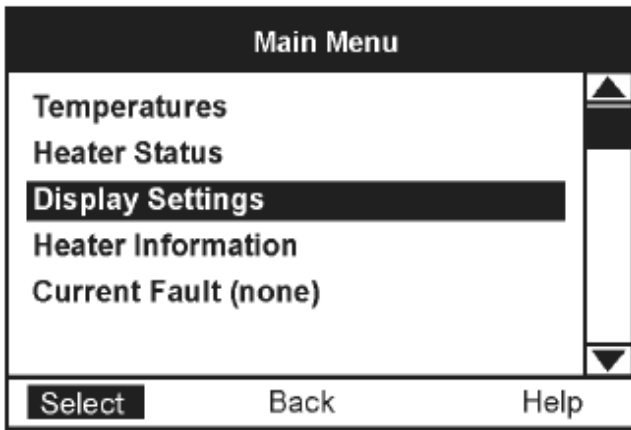 Main Menu
Temperatures
Heater Status
Display Settings
Heater Information
Current Fault (none)
Select Back Help